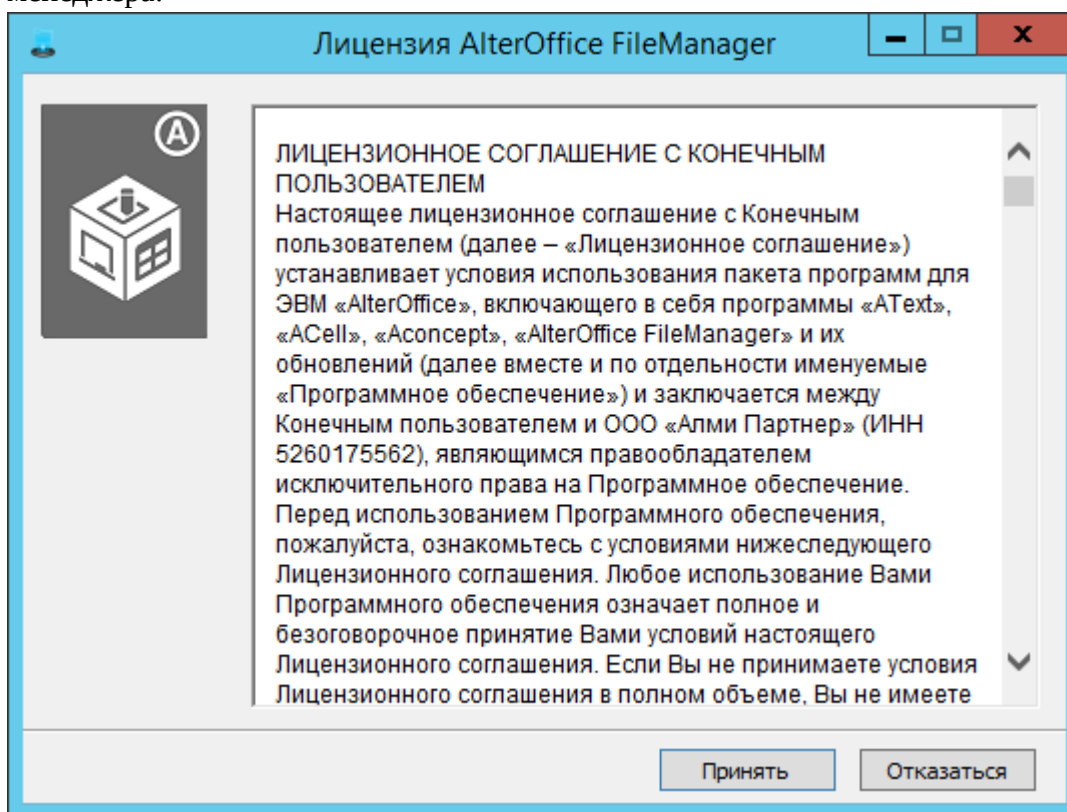 менеджера.
Лицензия AlterOffice FileManager
A
ЛИЦЕНЗИОННОЕ СОГЛАШЕНИЕ С КОНЕЧНЫМ
ПОЛЬЗОВАТЕЛЕМ
Настоящее лицензионное соглашение с Конечным
пользователем (далее – «Лицензионное соглашение»)
устанавливает условия использования пакета программ для
ЭВМ «AlterOffice», включающего в себя программы «AText»,
«ACell», «Aconcept», «AlterOffice FileManager» и их
обновлений (далее вместе и по отдельности именуемые
«Программное обеспечение») и заключается между
Конечным пользователем и ООО «Алми Партнер» (ИНН
5260175562), являющимся правообладателем
исключительного права на Программное обеспечение.
Перед использованием Программного обеспечения,
пожалуйста, ознакомьтесь с условиями нижеследующего
Лицензионного соглашения. Любое использование Вами
Программного обеспечения означает полное и
безоговорочное принятие Вами условий настоящего
Лицензионного соглашения. Если Вы не принимаете условия
Лицензионного соглашения в полном объеме, Вы не имеете
Принять
Отказаться